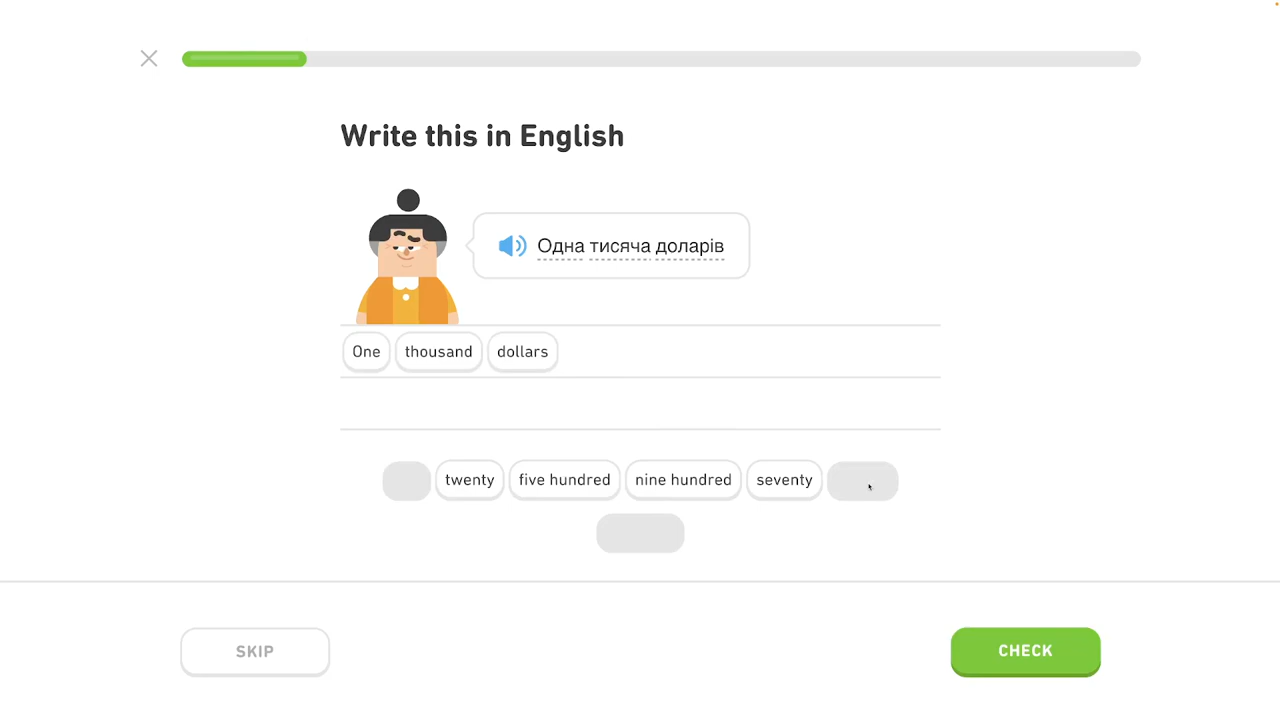 Write this in English
Одна тисяча доларів
One thousand dollars
twenty five hundred nine hundred seventy
SKIP
CHECK